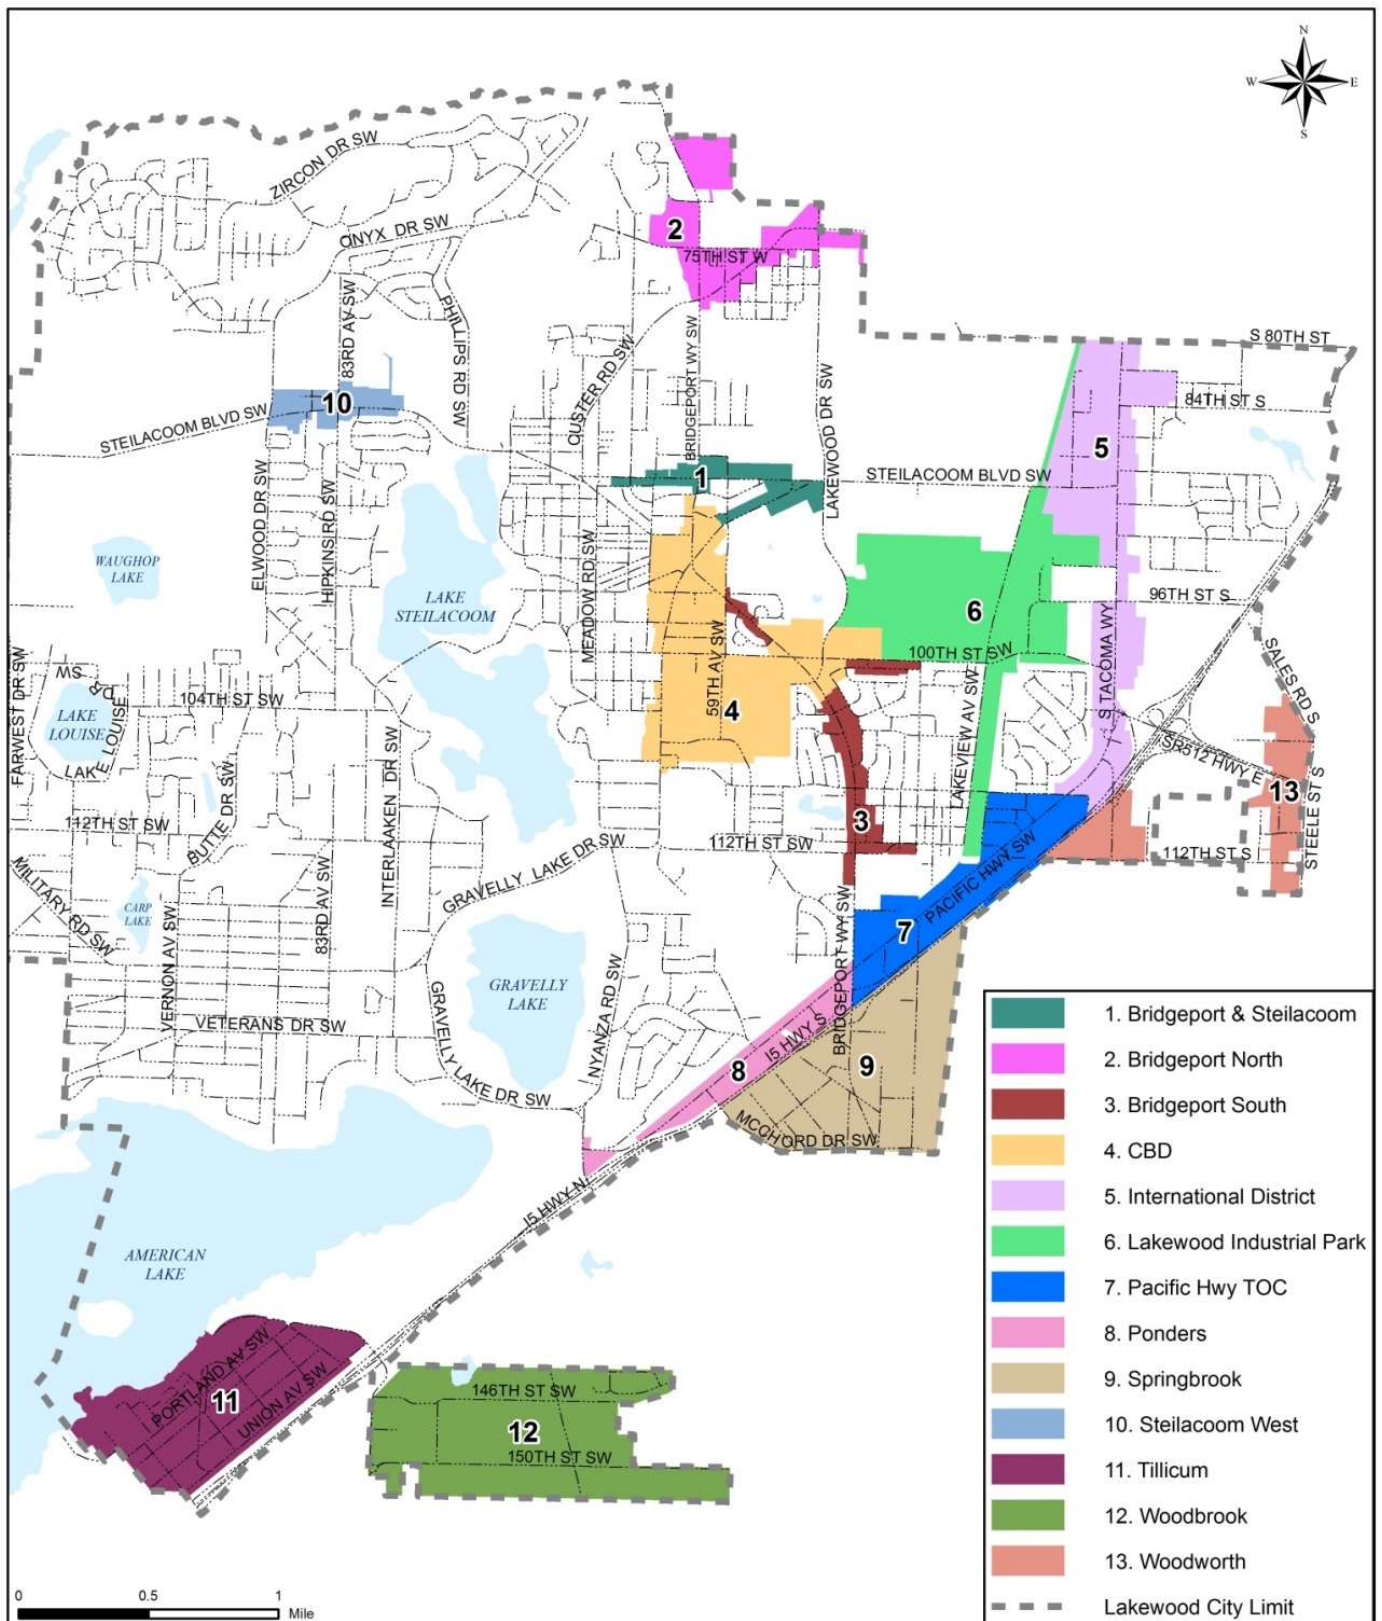 N
W E
S
ZIRCON DR SW
ONYX DR SW
2
75TH ST W
83RD AV SW
PHILLIPS RD SW
CUSTER RD SW
BRIDGEPORT WY SW
LAKEWOOD DR SW
S 80TH ST
84TH ST S
10
STEILACOOM BLVD SW
5
1
STEILACOOM BLVD SW
ELWOOD DR SW
HIPKINS RD SW
MEADOW RD SW
WAUGHOP
LAKE
LAKE
STEILACOOM
6
96TH ST S
FARWEST DR SW
LAKE LOUISE DR SW
LAKE
LOUISE
104TH ST SW
59TH AV SW
4
100TH ST SW
S TACOMA WY
SALES RD S
LAKEVIEW AV SW
SR512 HWY E
13
STEELE ST S
INTERLAAKEN DR SW
BUTTE DR SW
112TH ST SW
3
112TH ST SW
112TH ST S
MILITARY RD SW
CARP
LAKE
VERNON AV SW
83RD AV SW
GRAVELLY LAKE DR SW
PACIFIC HWY SW
7
GRAVELLY
LAKE
NYANZA RD SW
VETERANS DR SW
GRAVELLY LAKE DR SW
I5 HWY S
BRIDGEPORT WY SW
8
9
MCCHORD DR SW
I5 HWY N
AMERICAN
LAKE
PORTLAND AV SW
11
UNION AV SW
146TH ST SW
12
150TH ST SW
1. Bridgeport & Steilacoom
2. Bridgeport North
3. Bridgeport South
4. CBD
5. International District
6. Lakewood Industrial Park
7. Pacific Hwy TOC
8. Ponders
9. Springbrook
10. Steilacoom West
11. Tillicum
12. Woodbrook
13. Woodworth
Lakewood City Limit
0 0.5 1
Mile